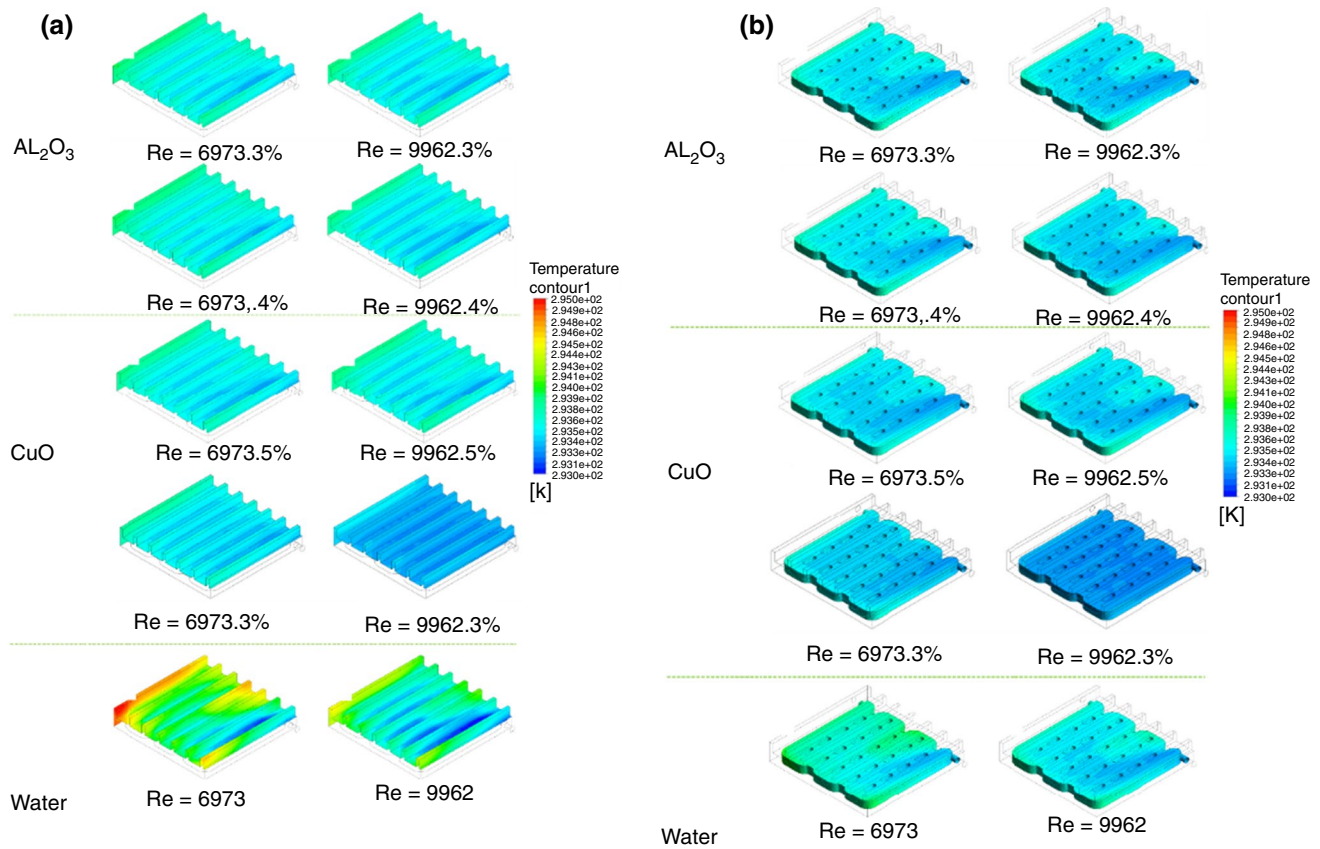 (a)
AL₂O₃
Re = 6973.3%
Re = 9962.3%
Re = 6973,.4%
Re = 9962.4%
CuO
Re = 6973.5%
Re = 9962.5%
Re = 6973.3%
Re = 9962.3%
Water
Re = 6973
Re = 9962
Temperature
contour1
2.950e+02
2.949e+02
2.948e+02
2.946e+02
2.945e+02
2.944e+02
2.943e+02
2.941e+02
2.940e+02
2.939e+02
2.938e+02
2.936e+02
2.935e+02
2.934e+02
2.933e+02
2.931e+02
2.930e+02
[k]
(b)
AL₂O₃
Re = 6973.3%
Re = 9962.3%
Re = 6973,.4%
Re = 9962.4%
CuO
Re = 6973.5%
Re = 9962.5%
Re = 6973.3%
Re = 9962.3%
Water
Re = 6973
Re = 9962
Temperature
contour1
2.950e+02
2.949e+02
2.948e+02
2.946e+02
2.945e+02
2.944e+02
2.943e+02
2.941e+02
2.940e+02
2.939e+02
2.938e+02
2.936e+02
2.935e+02
2.934e+02
2.933e+02
2.931e+02
2.930e+02
[K]